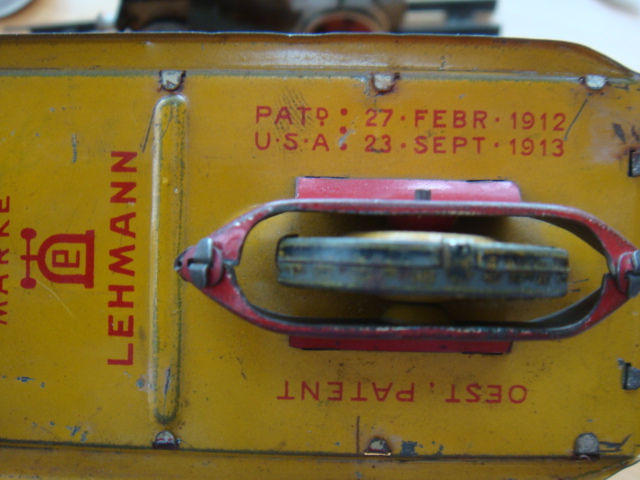 PATD: 27·FEBR·1912
U·S·A: 23·SEPT·1913
MARKE
e
LEHMANN
OEST. PATENT